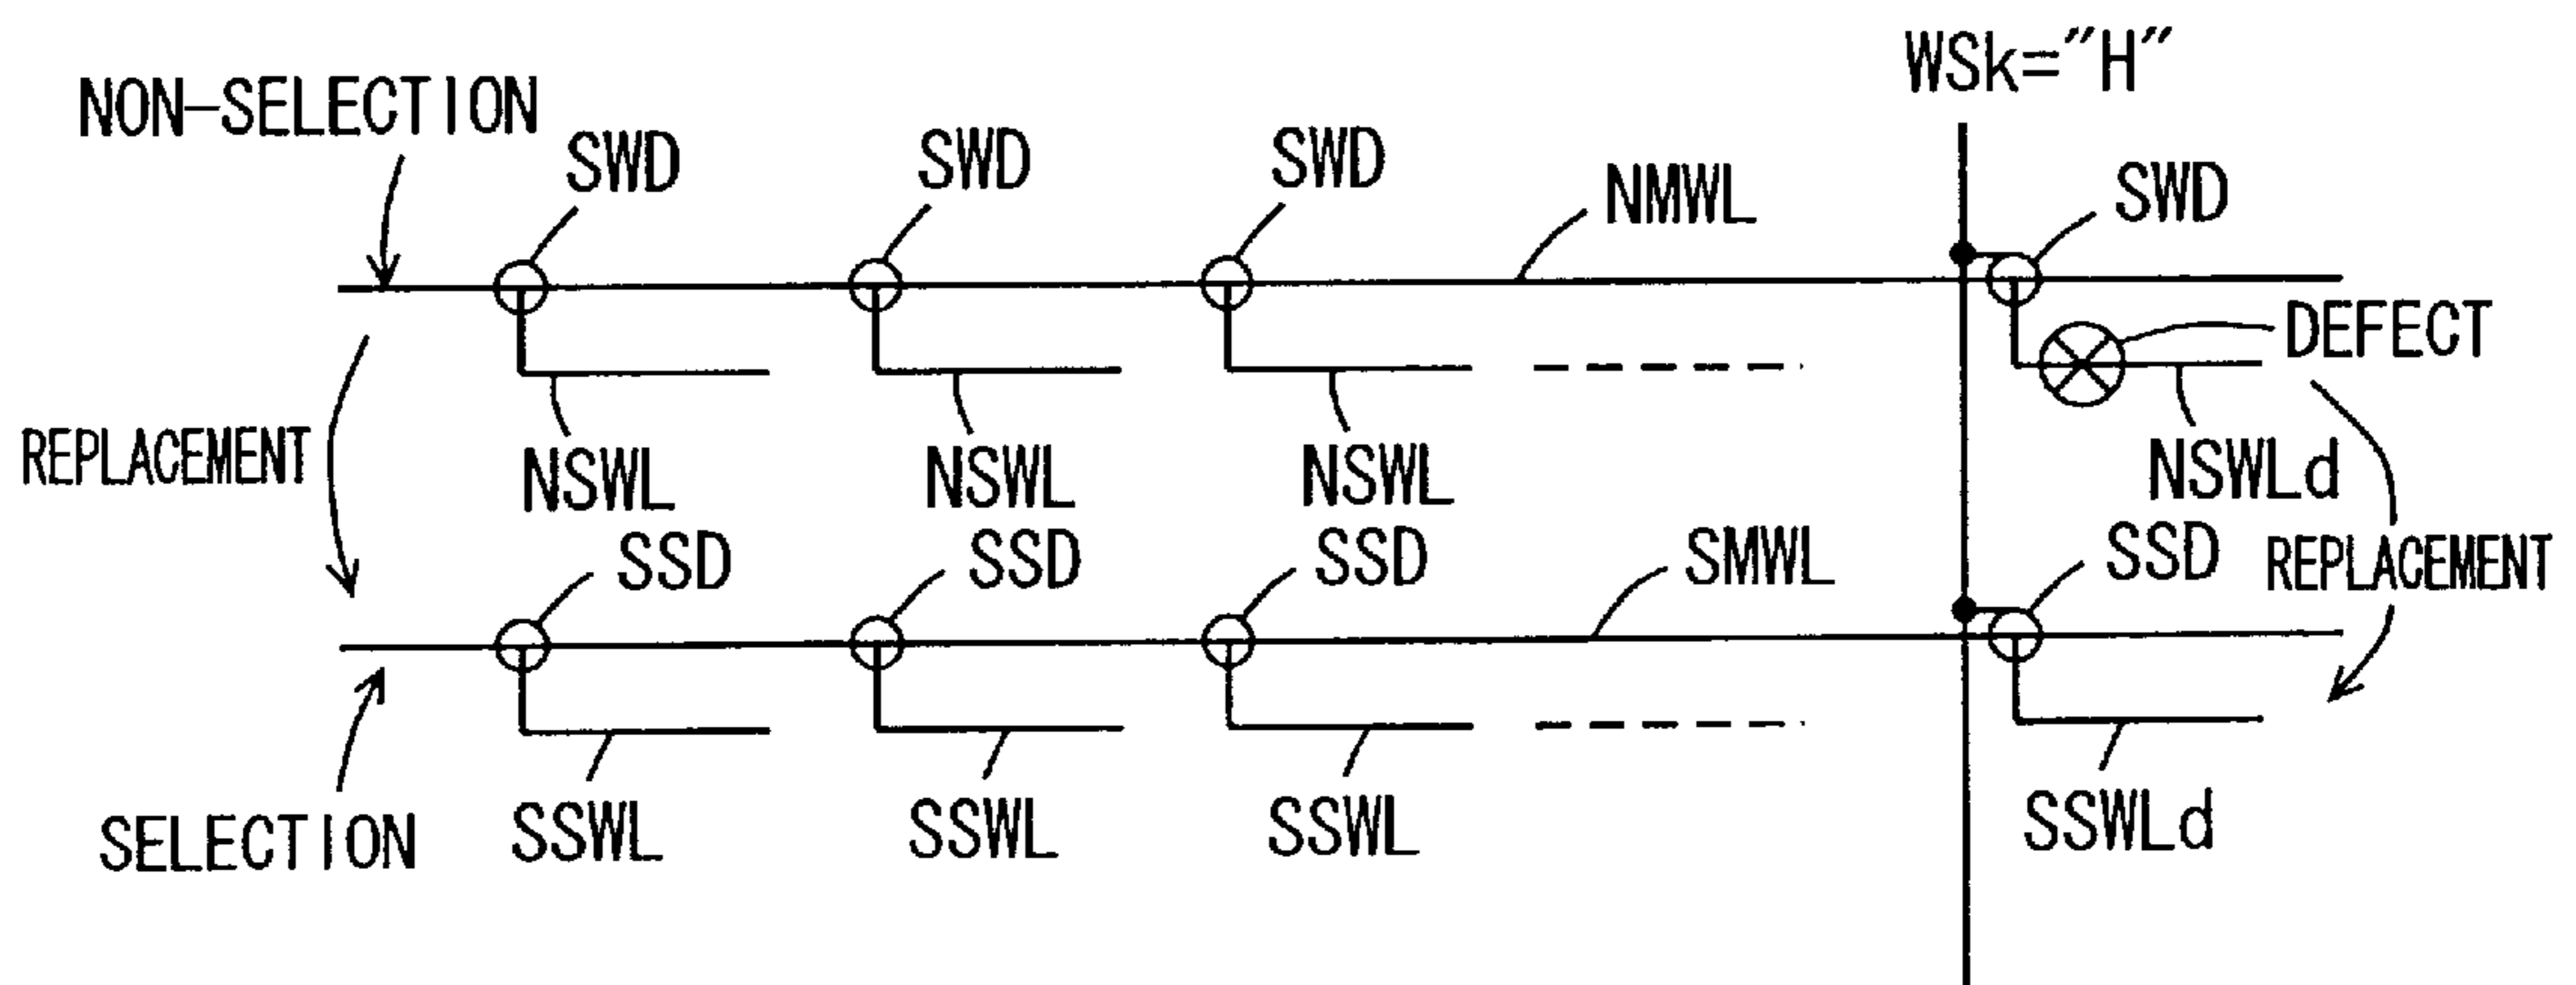 WSk="H"
NON-SELECTION
SWD
SWD
SWD
NMWL
SWD
DEFECT
REPLACEMENT
NSWL
NSWL
NSWL
NSWLd
SSD
SSD
SSD
SMWL
SSD
REPLACEMENT
SELECTION
SSWL
SSWL
SSWL
SSWLd